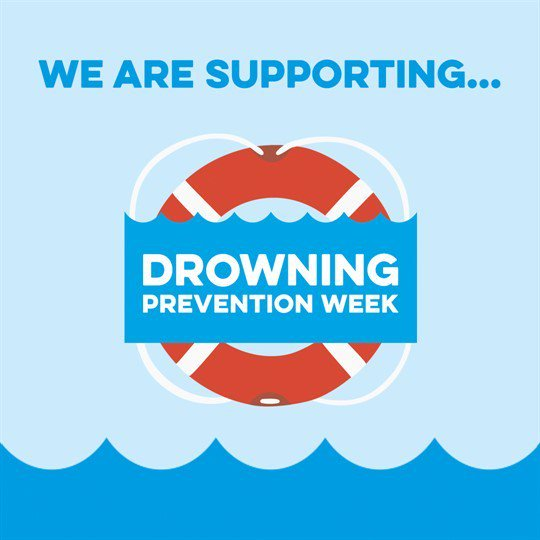 WE ARE SUPPORTING...
DROWNING
PREVENTION WEEK